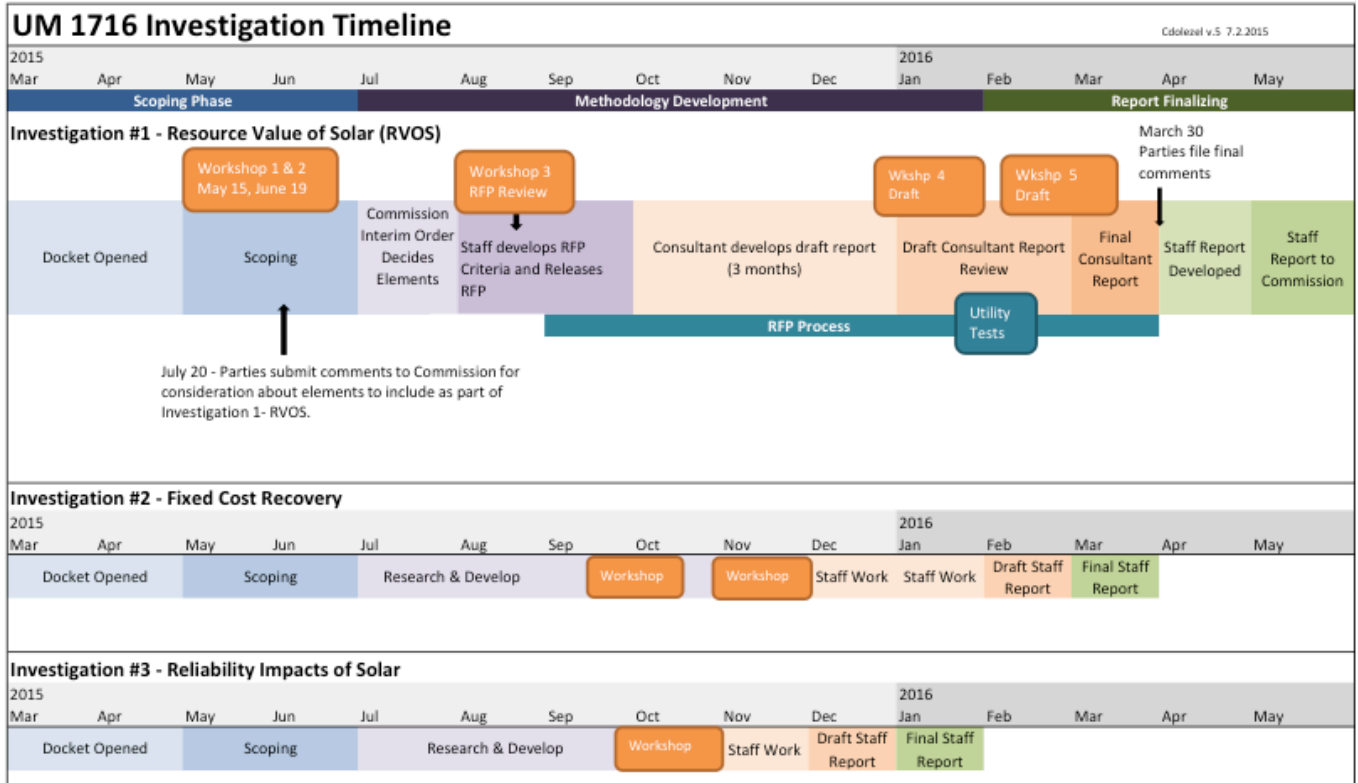 UM 1716 Investigation Timeline
Cdolezel v.5 7.2.2015
2015 2016
Mar Apr May Jun Jul Aug Sep Oct Nov Dec Jan Feb Mar Apr May
Scoping Phase Methodology Development Report Finalizing
Investigation #1 - Resource Value of Solar (RVOS)
March 30
Parties file final
comments
Workshop 1 & 2
May 15, June 19
Workshop 3
RFP Review
Wkshp 4
Draft
Wkshp 5
Draft
Docket Opened
Scoping
Commission
Interim Order
Decides
Elements
Staff develops RFP
Criteria and Releases
RFP
Consultant develops draft report
(3 months)
Draft Consultant Report
Review
Final
Consultant
Report
Staff Report
Developed
Staff
Report to
Commission
RFP Process
Utility
Tests
July 20 - Parties submit comments to Commission for
consideration about elements to include as part of
Investigation 1- RVOS.
Investigation #2 - Fixed Cost Recovery
2015 2016
Mar Apr May Jun Jul Aug Sep Oct Nov Dec Jan Feb Mar Apr May
Docket Opened
Scoping
Research & Develop
Workshop
Workshop
Staff Work
Staff Work
Draft Staff
Report
Final Staff
Report
Investigation #3 - Reliability Impacts of Solar
2015 2016
Mar Apr May Jun Jul Aug Sep Oct Nov Dec Jan Feb Mar Apr May
Docket Opened
Scoping
Research & Develop
Workshop
Staff Work
Draft Staff
Report
Final Staff
Report